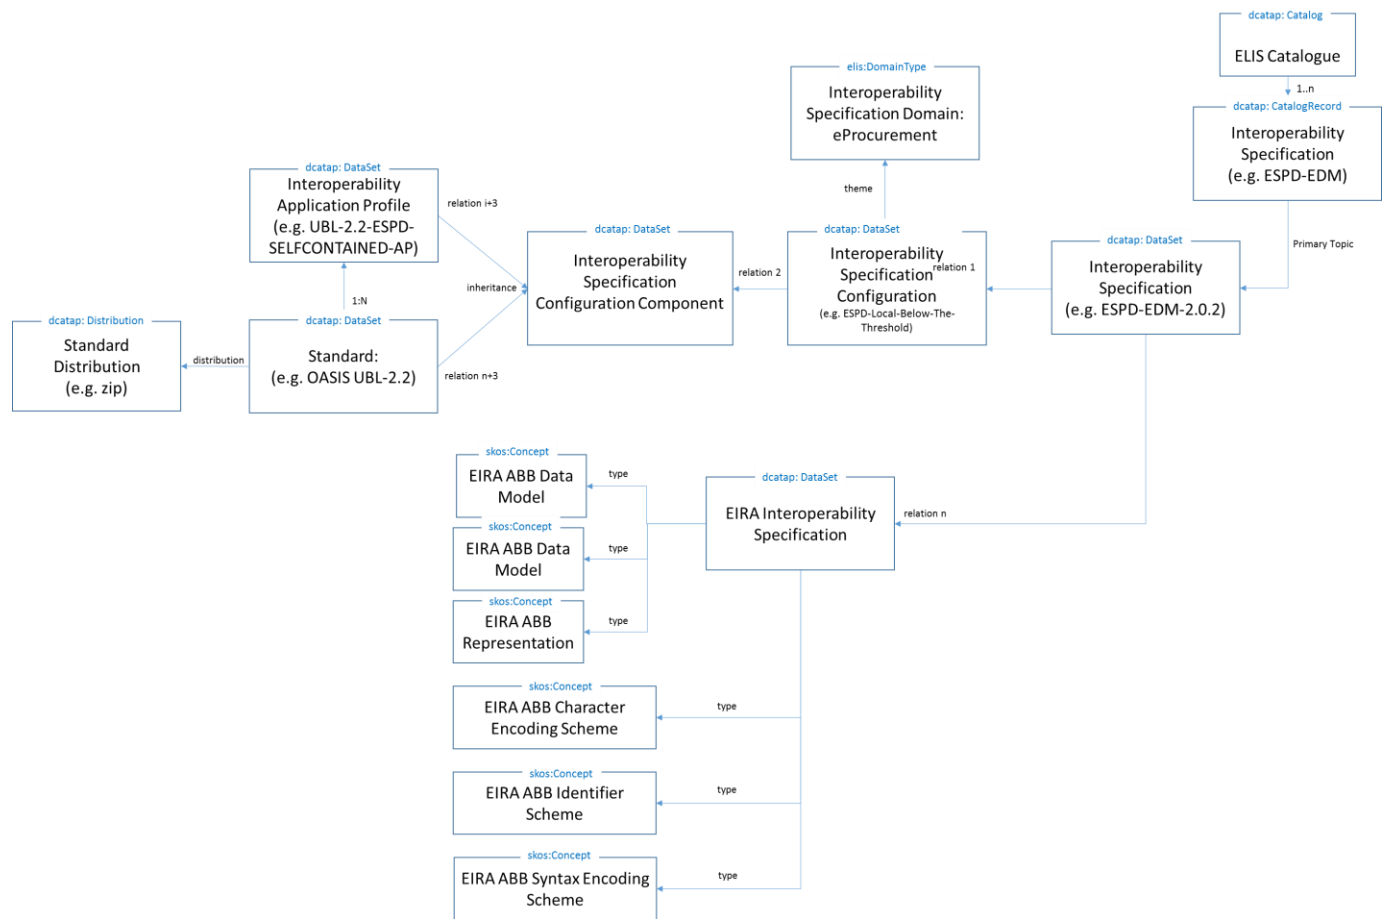 dcatap: Catalog
ELIS Catalogue
1..n
dcatap: CatalogRecord
Interoperability
Specification
(e.g. ESPD-EDM)
Primary Topic
elis:DomainType
Interoperability
Specification Domain:
eProcurement
theme
dcatap: DataSet
Interoperability
Application Profile
(e.g. UBL-2.2-ESPD-
SELFCONTAINED-AP)
relation i+3
dcatap: DataSet
Interoperability
Specification
Configuration Component
inheritance
relation 2
dcatap: DataSet
Interoperability
Specification
Configuration
(e.g. ESPD-Local-Below-The-
Threshold)
relation 1
dcatap: DataSet
Interoperability
Specification
(e.g. ESPD-EDM-2.0.2)
1:N
dcatap: Distribution
Standard
Distribution
(e.g. zip)
distribution
dcatap: DataSet
Standard:
(e.g. OASIS UBL-2.2)
relation n+3
skos:Concept
EIRA ABB Data
Model
type
skos:Concept
EIRA ABB Data
Model
type
skos:Concept
EIRA ABB
Representation
type
dcatap: DataSet
EIRA Interoperability
Specification
relation n
skos:Concept
EIRA ABB Character
Encoding Scheme
type
skos:Concept
EIRA ABB Identifier
Scheme
type
skos:Concept
EIRA ABB Syntax Encoding
Scheme
type